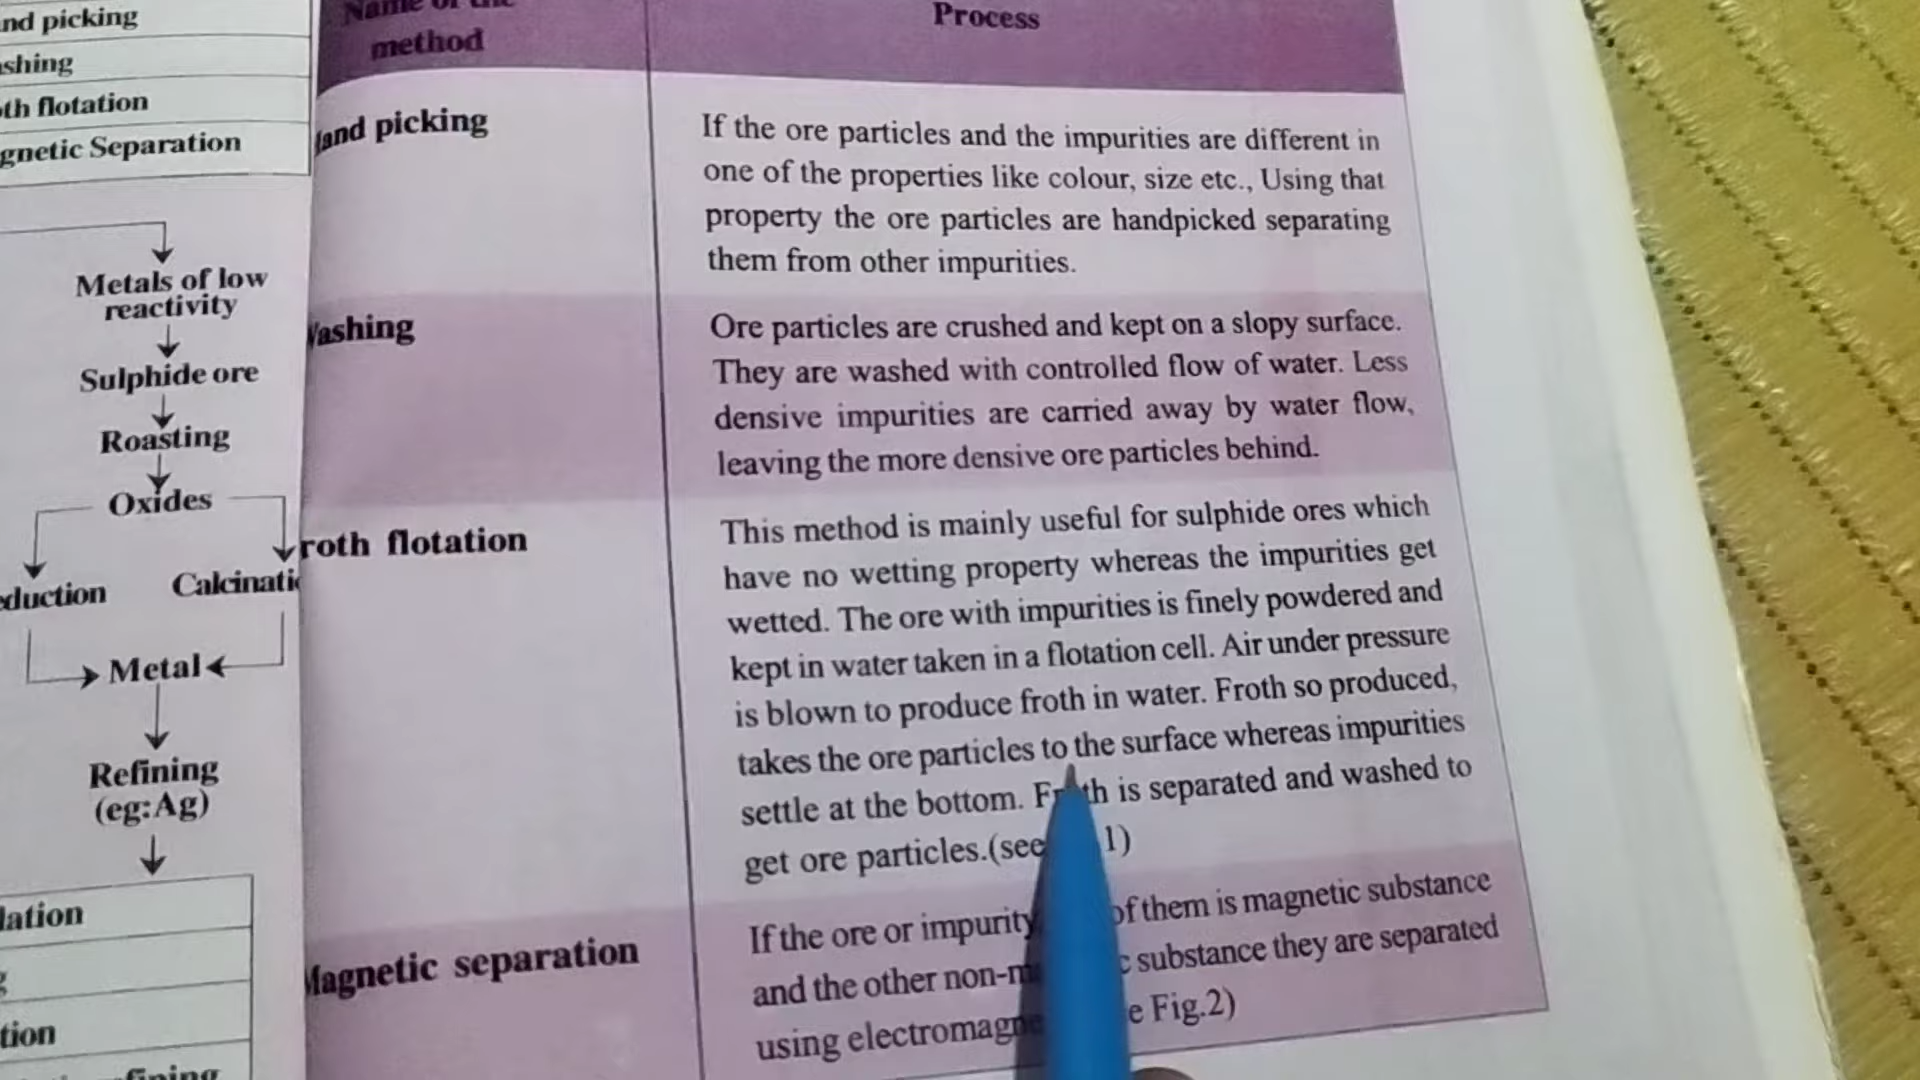 nd picking
shing
th flotation
gnetic Separation
Metals of low
reactivity
Sulphide ore
Roasting
Oxides
duction
Calcinati
Metal
Refining
(eg:Ag)
lation
tion
fining
Name of the
method
Process
and picking
If the ore particles and the impurities are different in
one of the properties like colour, size etc., Using that
property the ore particles are handpicked separating
them from other impurities.
Washing
Ore particles are crushed and kept on a slopy surface.
They are washed with controlled flow of water. Less
densive impurities are carried away by water flow,
leaving the more densive ore particles behind.
roth flotation
This method is mainly useful for sulphide ores which
have no wetting property whereas the impurities get
wetted. The ore with impurities is finely powdered and
kept in water taken in a flotation cell. Air under pressure
is blown to produce froth in water. Froth so produced,
takes the ore particles to the surface whereas impurities
settle at the bottom. Froth is separated and washed to
get ore particles.(see 1)
Magnetic separation
If the ore or impurity of them is magnetic substance
and the other non-m c substance they are separated
using electromagne e Fig.2)